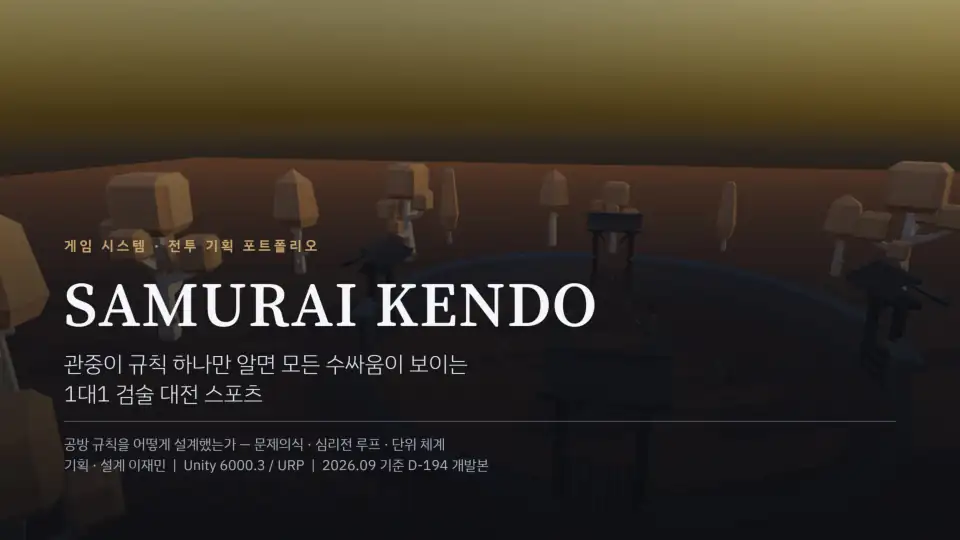 게임 시스템 · 전투 기획 포트폴리오
SAMURAI KENDO
관중이 규칙 하나만 알면 모든 수싸움이 보이는
1대1 검술 대전 스포츠
공방 규칙을 어떻게 설계했는가 — 문제의식 · 심리전 루프 · 단위 체계
기획 · 설계 이재민 | Unity 6000.3 / URP | 2026.09 기준 D-194 개발본